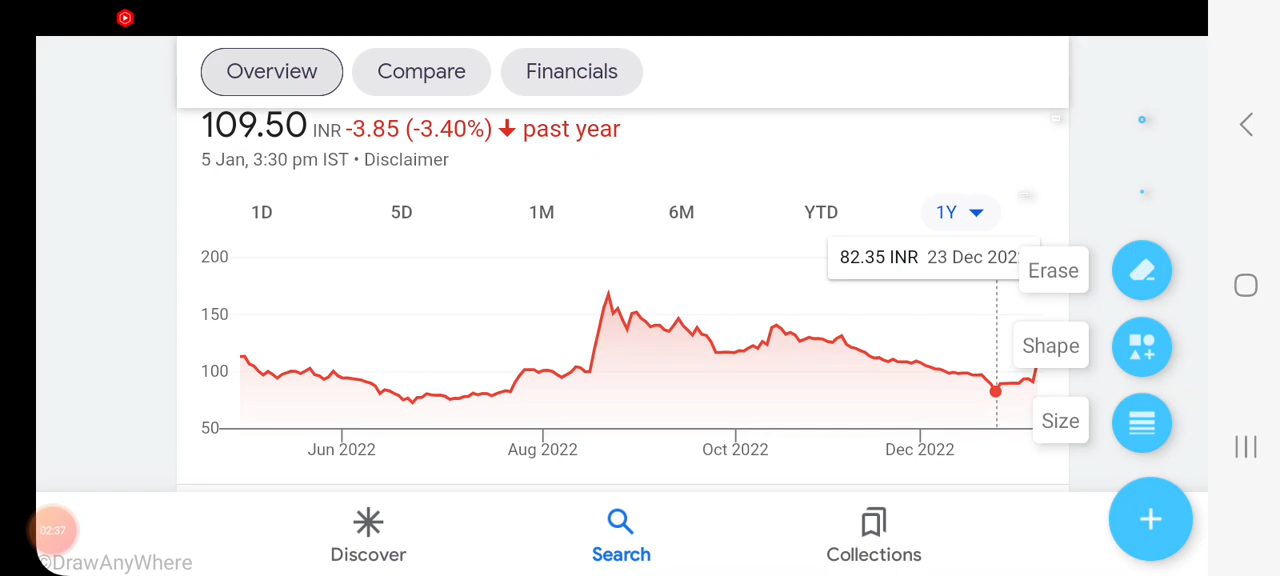 Overview Compare Financials
109.50 INR -3.85 (-3.40%) ↓ past year
5 Jan, 3:30 pm IST • Disclaimer
1D 5D 1M 6M YTD 1Y
82.35 INR 23 Dec 202
200
150
100
50
Jun 2022 Aug 2022 Oct 2022 Dec 2022
Erase
Shape
Size
Discover Search Collections
02:37
©DrawAnyWhere